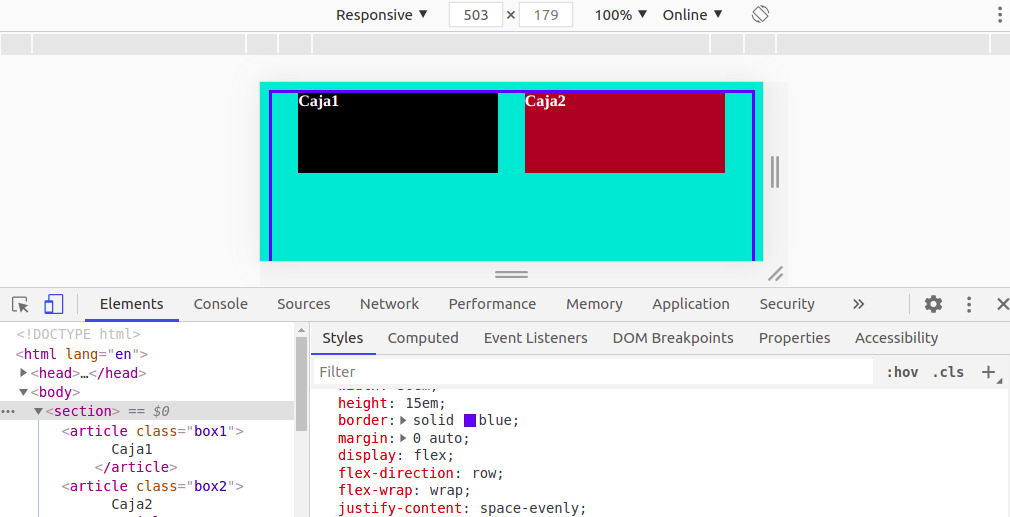 Responsive ▼ 503 × 179 100% ▼ Online ▼
Caja1 Caja2
Elements Console Sources Network Performance Memory Application Security »
<!DOCTYPE html>
<html lang="en">
▶<head>…</head>
▼<body>
… ▼<section> == $0
<article class="box1">
Caja1
</article>
<article class="box2">
Caja2
Styles Computed Event Listeners DOM Breakpoints Properties Accessibility
Filter :hov .cls +
height: 15em;
border:▶solid blue;
margin:▶0 auto;
display: flex;
flex-direction: row;
flex-wrap: wrap;
justify-content: space-evenly;